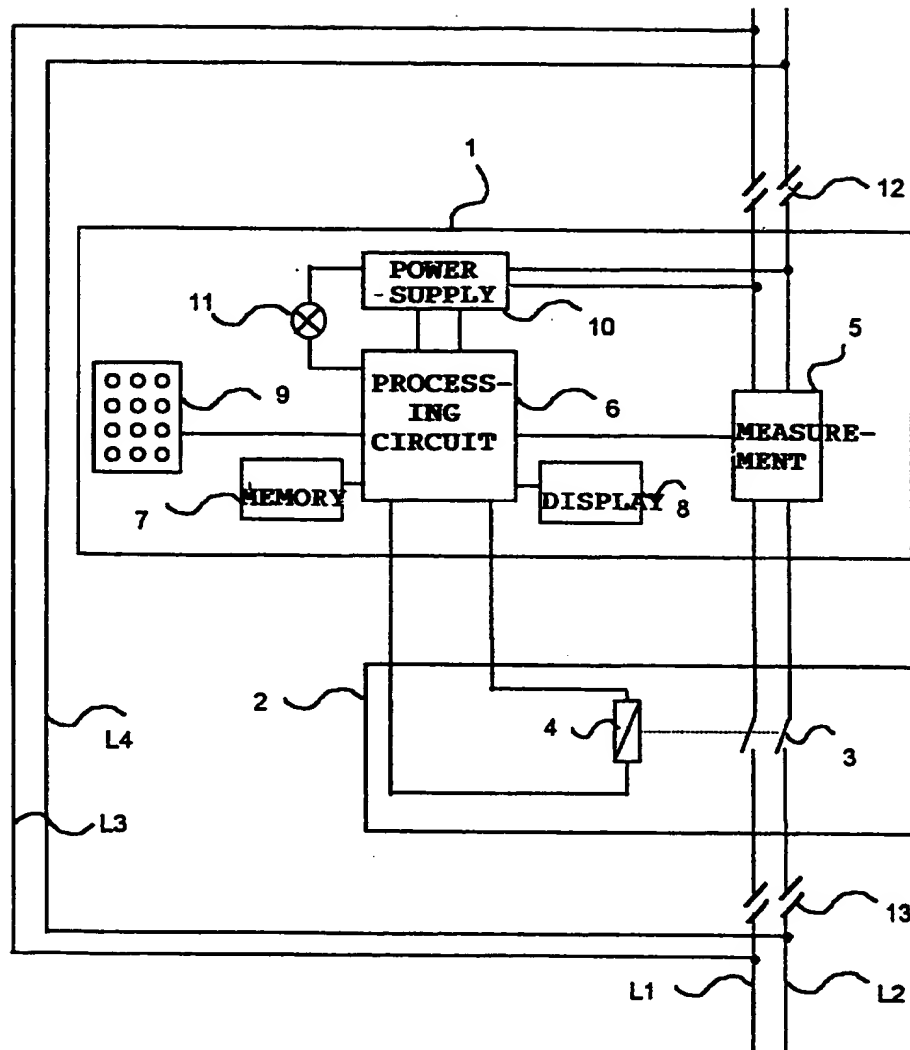 1
12
POWER
-SUPPLY
11
10
5
9
PROCESS-
ING
CIRCUIT
6
MEASURE-
MENT
MEMORY
7
DISPLAY
8
2
4
3
L4
L3
13
L1
L2